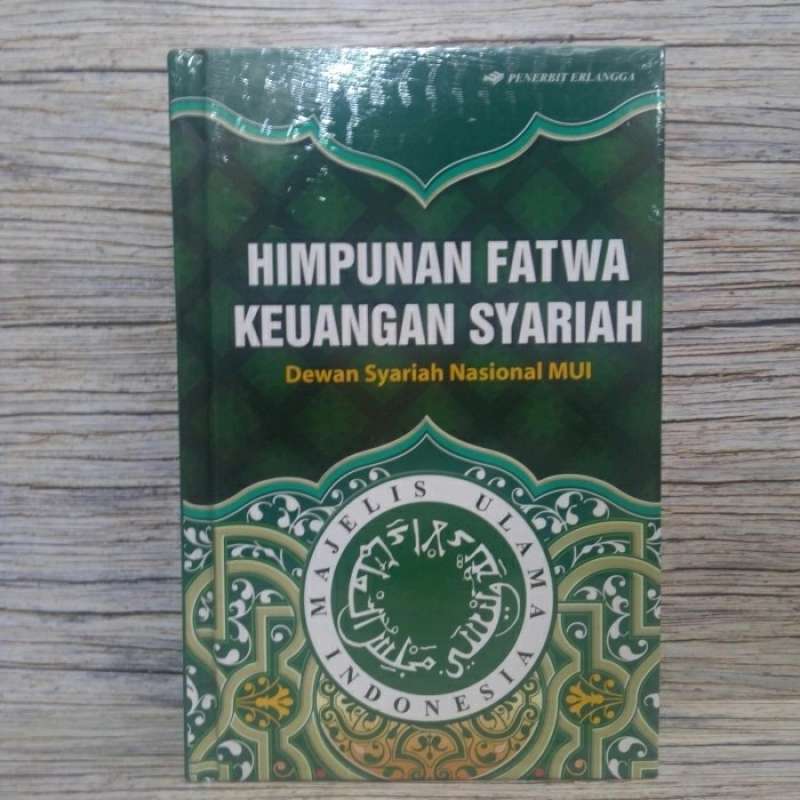 PENERBIT ERLANGGA
HIMPUNAN FATWA
KEUANGAN SYARIAH
Dewan Syariah Nasional MUI
MAJELIS ULAMA
INDONESIA